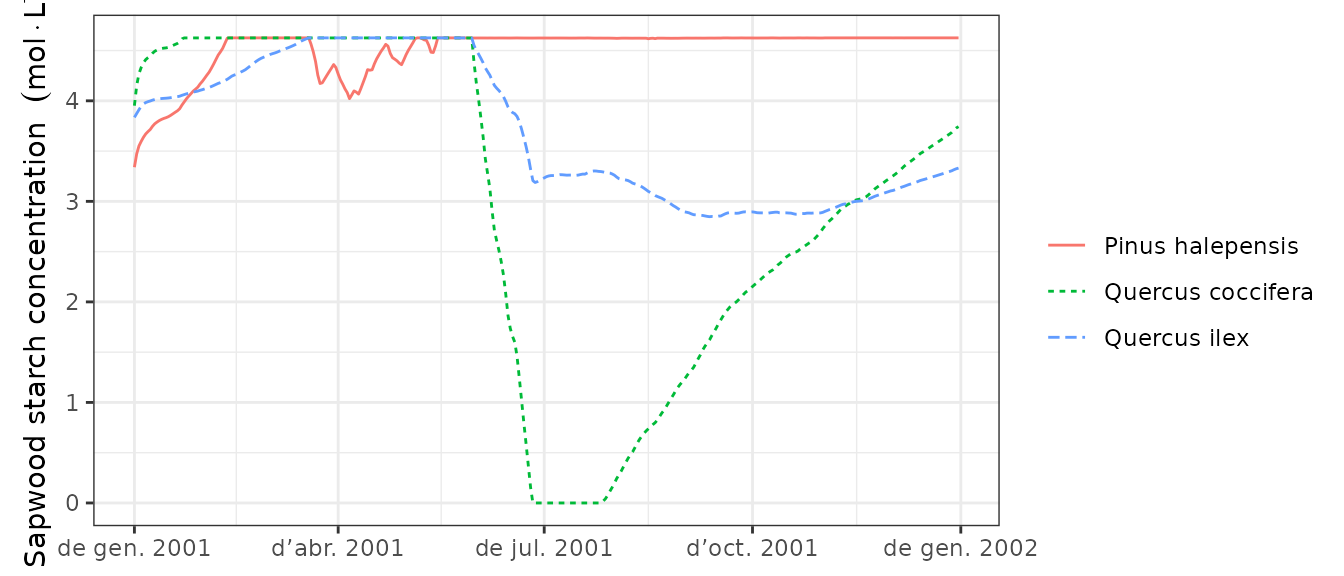 Sapwood starch concentration (mol·L
4
3
2
1
0
de gen. 2001
d’abr. 2001
de jul. 2001
d’oct. 2001
de gen. 2002
Pinus halepensis
Quercus coccifera
Quercus ilex